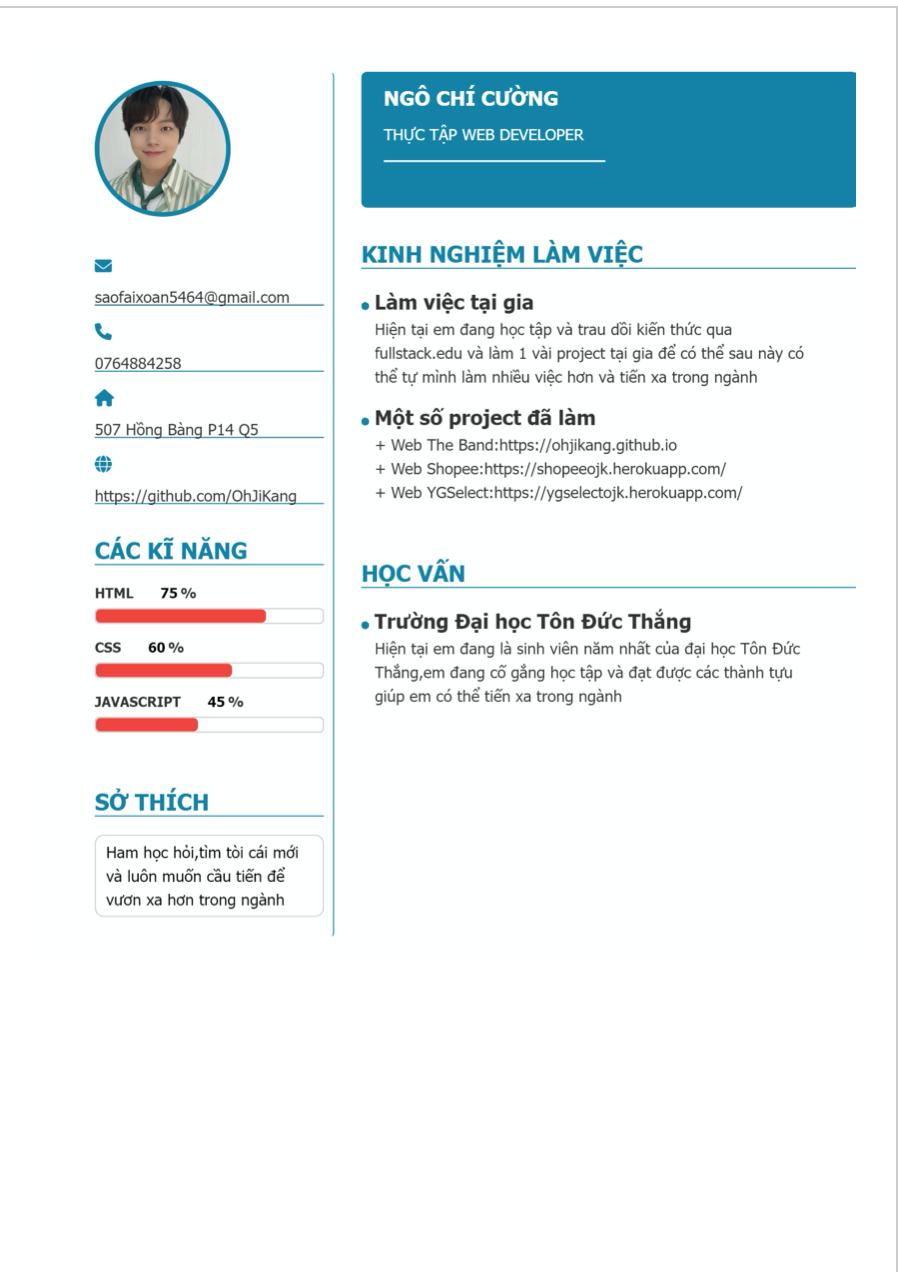 saofaixoan5464@gmail.com
0764884258
507 Hồng Bàng P14 Q5
https://github.com/OhJiKang
CÁC KĨ NĂNG
HTML 75 %
CSS 60 %
JAVASCRIPT 45 %
SỞ THÍCH
Ham học hỏi,tìm tòi cái mới
và luôn muốn cầu tiến để
vươn xa hơn trong ngành
NGÔ CHÍ CƯỜNG
THỰC TẬP WEB DEVELOPER
KINH NGHIỆM LÀM VIỆC
Làm việc tại gia
Hiện tại em đang học tập và trau dồi kiến thức qua
fullstack.edu và làm 1 vài project tại gia để có thể sau này có
thể tự mình làm nhiều việc hơn và tiến xa trong ngành
Một số project đã làm
+ Web The Band:https://ohjikang.github.io
+ Web Shopee:https://shopeeojk.herokuapp.com/
+ Web YGSelect:https://ygselectojk.herokuapp.com/
HỌC VẤN
Trường Đại học Tôn Đức Thắng
Hiện tại em đang là sinh viên năm nhất của đại học Tôn Đức
Thắng,em đang cố gắng học tập và đạt được các thành tựu
giúp em có thể tiến xa trong ngành